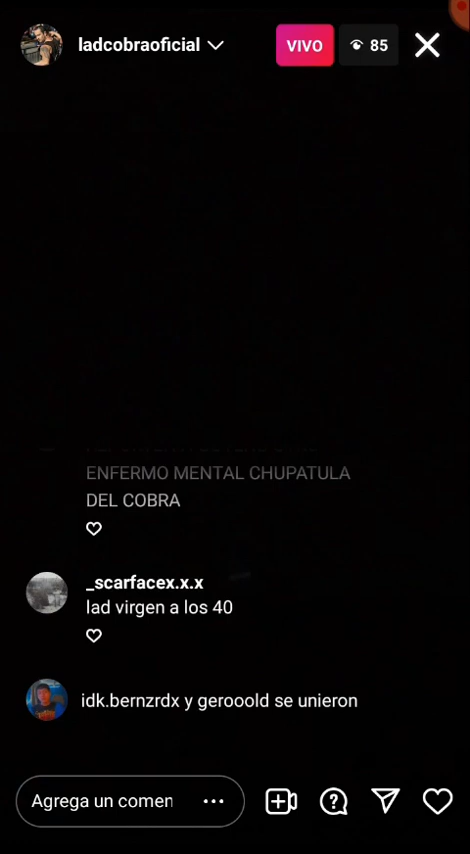 ladcobraoficial
VIVO
85
ENFERMO MENTAL CHUPATULA
DEL COBRA
_scarfacex.x.x
lad virgen a los 40
idk.bernzrdx y gerooold se unieron
Agrega un comen